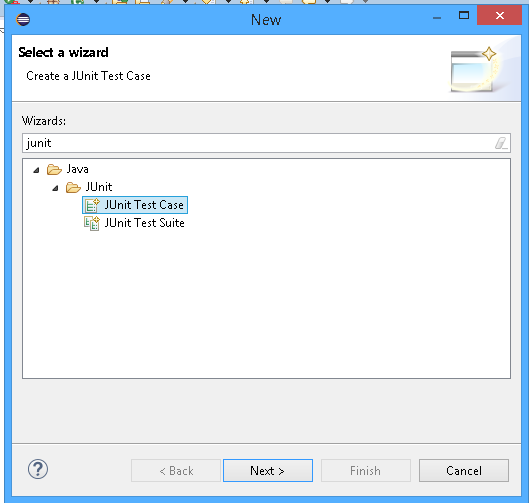 New
Select a wizard
Create a JUnit Test Case
Wizards:
junit
Java
JUnit
JUnit Test Case
JUnit Test Suite
? < Back Next > Finish Cancel